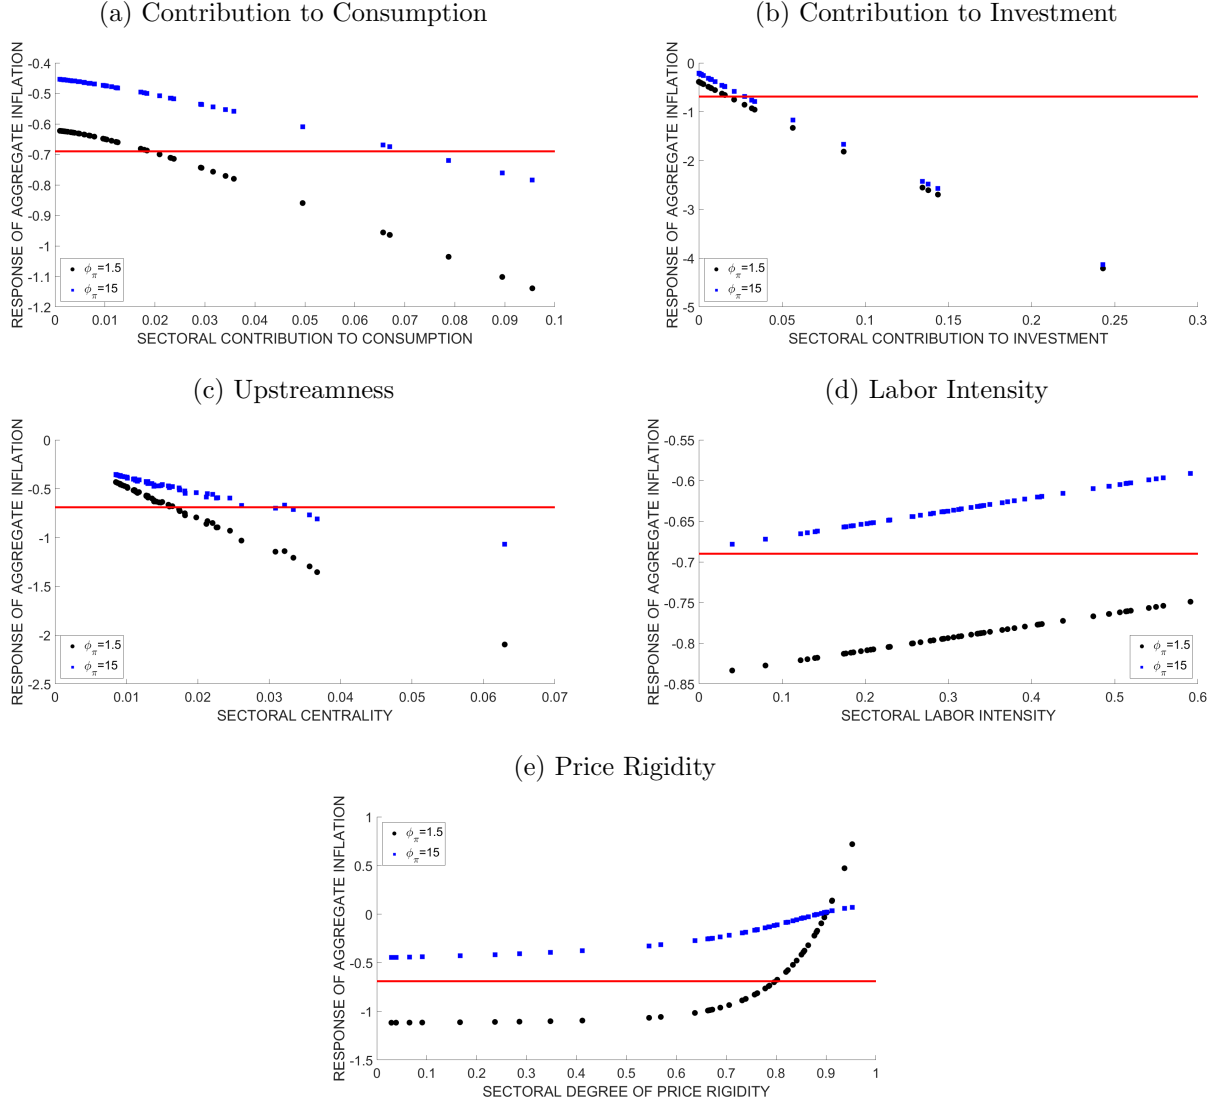 (a) Contribution to Consumption
RESPONSE OF AGGREGATE INFLATION
-0.4
-0.5
-0.6
-0.7
-0.8
-0.9
-1
-1.1
-1.2
ϕπ=1.5
ϕπ=15
0 0.01 0.02 0.03 0.04 0.05 0.06 0.07 0.08 0.09 0.1
SECTORAL CONTRIBUTION TO CONSUMPTION
(b) Contribution to Investment
RESPONSE OF AGGREGATE INFLATION
0
-1
-2
-3
-4
-5
ϕπ=1.5
ϕπ=15
0 0.05 0.1 0.15 0.2 0.25 0.3
SECTORAL CONTRIBUTION TO INVESTMENT
(c) Upstreamness
RESPONSE OF AGGREGATE INFLATION
0
-0.5
-1
-1.5
-2
-2.5
ϕπ=1.5
ϕπ=15
0 0.01 0.02 0.03 0.04 0.05 0.06 0.07
SECTORAL CENTRALITY
(d) Labor Intensity
RESPONSE OF AGGREGATE INFLATION
-0.55
-0.6
-0.65
-0.7
-0.75
-0.8
-0.85
ϕπ=1.5
ϕπ=15
0 0.1 0.2 0.3 0.4 0.5 0.6
SECTORAL LABOR INTENSITY
(e) Price Rigidity
RESPONSE OF AGGREGATE INFLATION
1
0.5
0
-0.5
-1
-1.5
ϕπ=1.5
ϕπ=15
0 0.1 0.2 0.3 0.4 0.5 0.6 0.7 0.8 0.9 1
SECTORAL DEGREE OF PRICE RIGIDITY